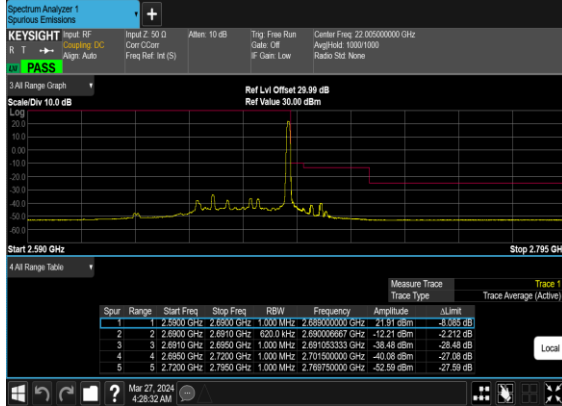 Spectrum Analyzer 1
Spurious Emissions
+
KEYSIGHT Input: RF Input Z: 50 Ω Atten: 10 dB Trig: Free Run Center Freq: 22.005000000 GHz
R T Coupling: DC Corr CCorr Gate: Off Avg|Hold: 1000/1000
Align: Auto Freq Ref: Int (S) IF Gain: Low Radio Std: None
PASS
3 All Range Graph Ref Lvl Offset 29.99 dB
Scale/Div 10.0 dB Ref Value 30.00 dBm
Log
20.0
10.0
0.00
-10.0
-20.0
-30.0
-40.0
-50.0
-60.0
Start 2.590 GHz Stop 2.795 GH
4 All Range Table
Measure Trace Trace 1
Trace Type Trace Average (Active)
Spur Range Start Freq Stop Freq RBW Frequency Amplitude ΔLimit
1 1 2.5900 GHz 2.6900 GHz 1.000 MHz 2.689000000 GHz 21.91 dBm -8.085 dB
2 2 2.6900 GHz 2.6910 GHz 620.0 kHz 2.690006667 GHz -12.21 dBm -2.212 dB
3 3 2.6910 GHz 2.6950 GHz 1.000 MHz 2.691053333 GHz -38.48 dBm -28.48 dB
4 4 2.6950 GHz 2.7200 GHz 1.000 MHz 2.701500000 GHz -40.08 dBm -27.08 dB
5 5 2.7200 GHz 2.7950 GHz 1.000 MHz 2.769750000 GHz -52.59 dBm -27.59 dB
Local
? Mar 27, 2024
4:28:32 AM